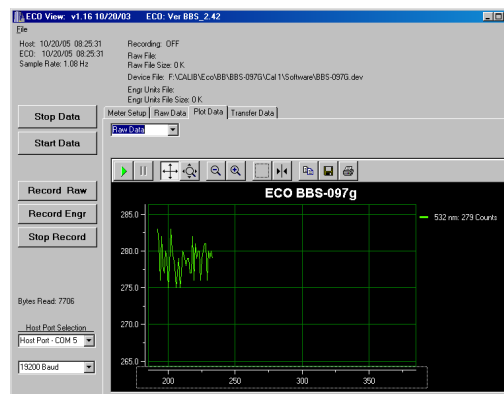 ECO View: v1.16 10/20/03 ECO: Ver BBS_2.42
File
Host: 10/20/05 08:25:31
ECO: 10/20/05 08:25:31
Sample Rate: 1.08 Hz
Recording: OFF
Raw File:
Raw File Size: 0 K
Device File: F:\CALIB\Eco\BB\BBS-097G\Cal 1\Software\BBS-097G.dev
Engr Units File:
Engr Units File Size: 0 K
Stop Data
Start Data
Record Raw
Record Engr
Stop Record
Bytes Read: 7706
Host Port Selection
Host Port - COM 5
19200 Baud
Meter Setup Raw Data Plot Data Transfer Data
Raw Data
ECO BBS-097g
532 nm: 279 Counts
285.0
280.0
275.0
270.0
265.0
200 250 300 350